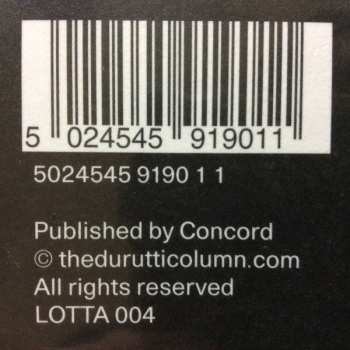 5 024545 919011
5024545 9190 1 1
Published by Concord
© thedurutticolumn.com
All rights reserved
LOTTA 004